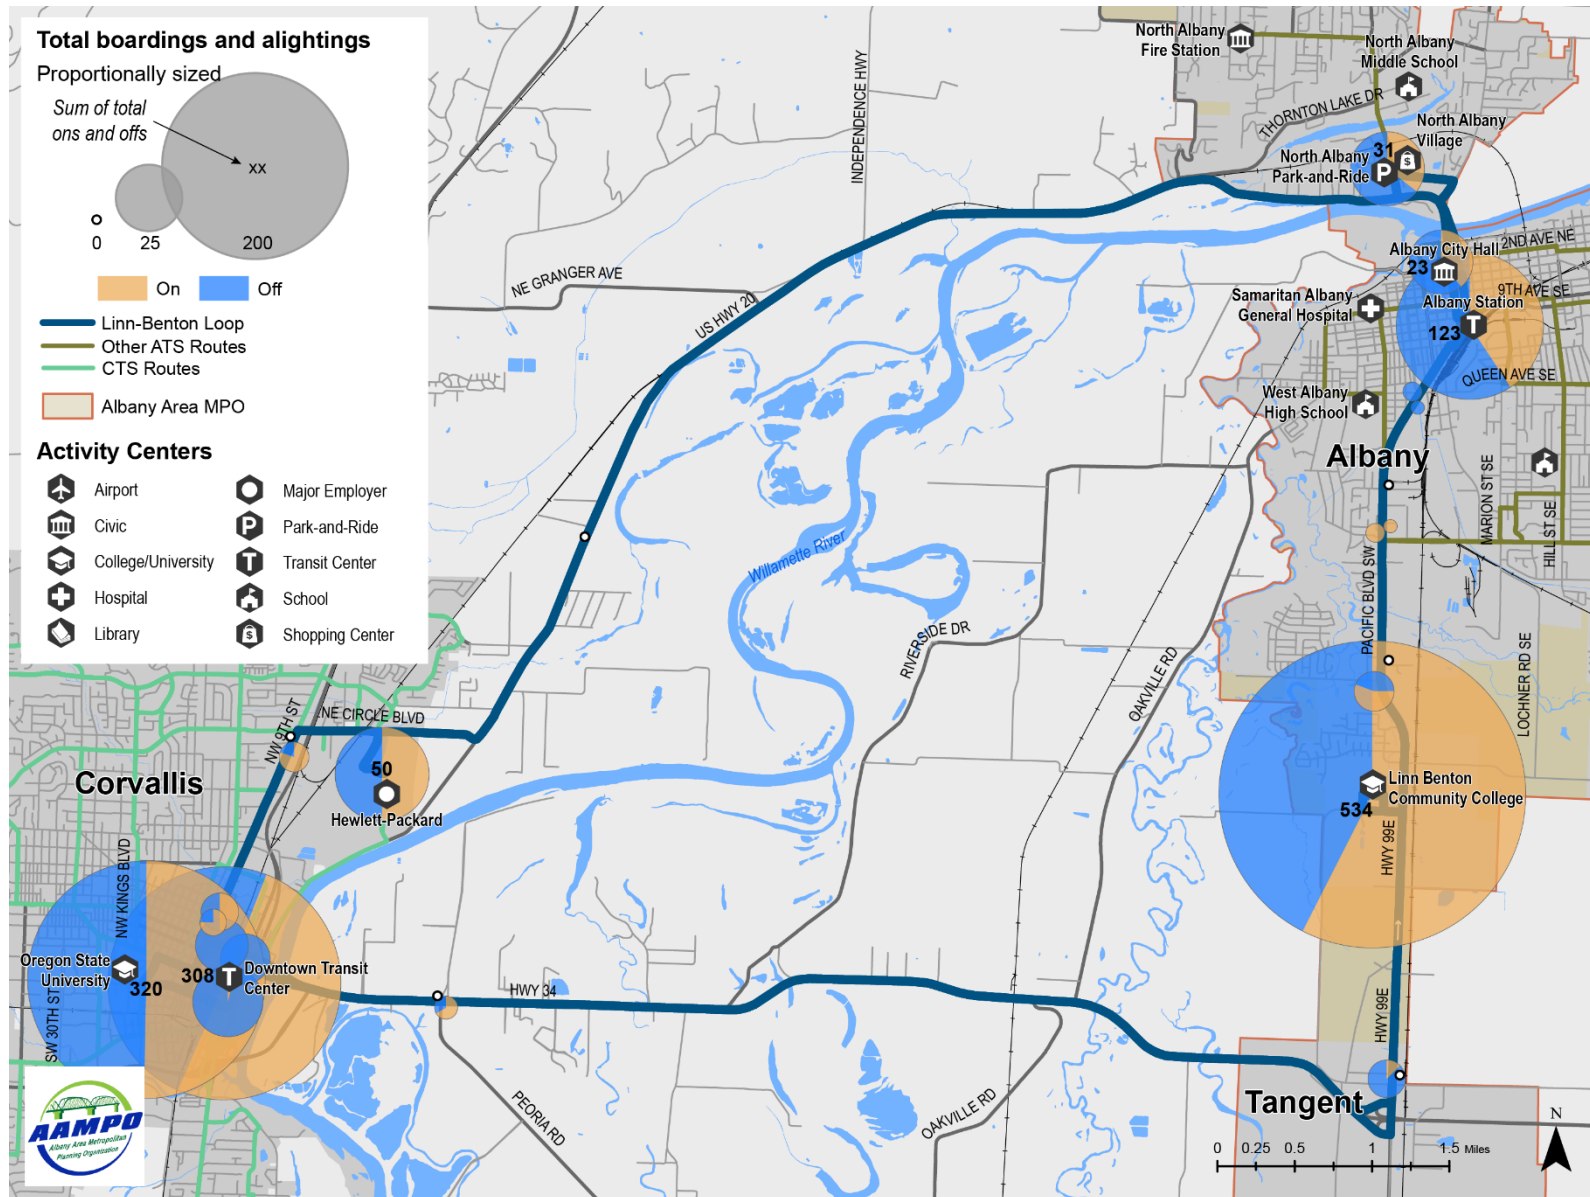 Total boardings and alightings
Proportionally sized
Sum of total
ons and offs
xx
0
25
200
On
Off
Linn-Benton Loop
Other ATS Routes
CTS Routes
Albany Area MPO
Activity Centers
Airport
Civic
College/University
Hospital
Library
Major Employer
P
Park-and-Ride
T
Transit Center
School
$
Shopping Center
North Albany
Fire Station
North Albany
Middle School
INDEPENDENCE HWY
THORNTON LAKE DR
North Albany
Village
31
$
North Albany
Park-and-Ride
P
Albany City Hall
2ND AVE NE
23
NE GRANGER AVE
US HWY 20
Samaritan Albany
General Hospital
9TH AVE SE
Albany Station
123
T
QUEEN AVE SE
West Albany
High School
Albany
MARION ST SE
HILL ST SE
Willamette River
PACIFIC BLVD SW
RIVERSIDE DR
OAKVILLE RD
LOCHNER RD SE
NW 9TH ST
NE CIRCLE BLVD
Corvallis
50
Hewlett-Packard
Linn Benton
Community College
534
HWY 99E
NW KINGS BLVD
Oregon State
University
320
308
T
Downtown Transit
Center
SW 30TH ST
HWY 34
HWY 99E
PEORIA RD
OAKVILLE RD
Tangent
AAMPO
Albany Area Metropolitan
Planning Organization
N
0 0.25 0.5 1 1.5 Miles